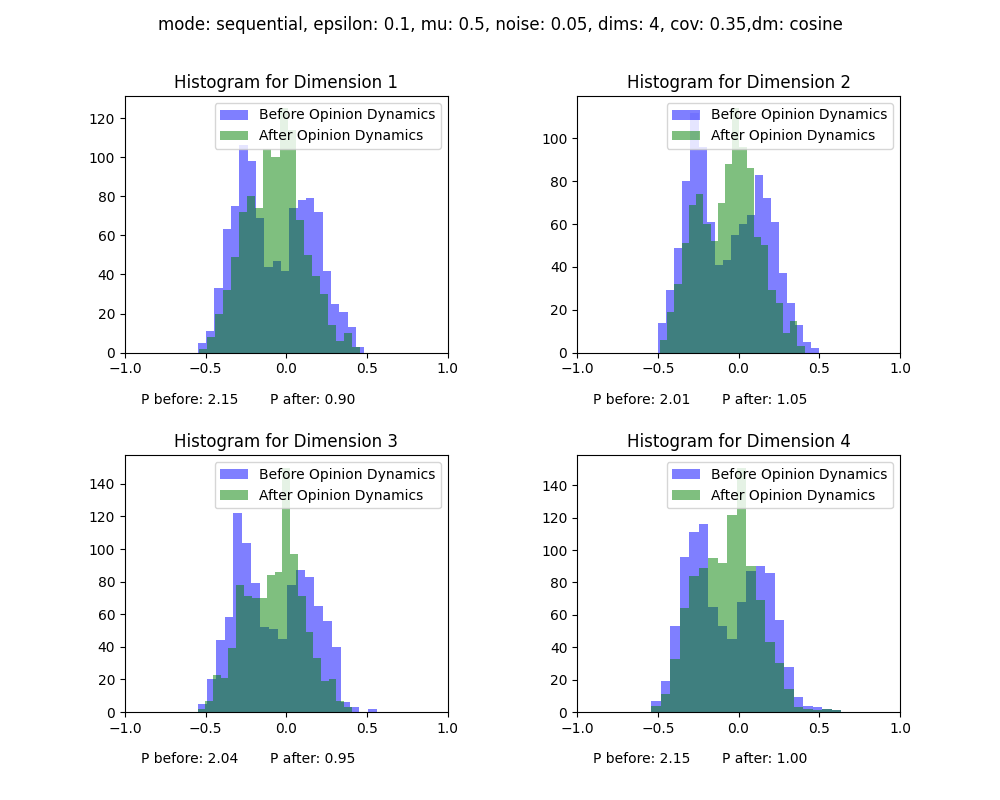 mode: sequential, epsilon: 0.1, mu: 0.5, noise: 0.05, dims: 4, cov: 0.35,dm: cosine
Histogram for Dimension 1
Before Opinion Dynamics
After Opinion Dynamics
120
100
80
60
40
20
0
−1.0 −0.5 0.0 0.5 1.0
P before: 2.15 P after: 0.90
Histogram for Dimension 2
Before Opinion Dynamics
After Opinion Dynamics
100
80
60
40
20
0
−1.0 −0.5 0.0 0.5 1.0
P before: 2.01 P after: 1.05
Histogram for Dimension 3
Before Opinion Dynamics
After Opinion Dynamics
140
120
100
80
60
40
20
0
−1.0 −0.5 0.0 0.5 1.0
P before: 2.04 P after: 0.95
Histogram for Dimension 4
Before Opinion Dynamics
After Opinion Dynamics
140
120
100
80
60
40
20
0
−1.0 −0.5 0.0 0.5 1.0
P before: 2.15 P after: 1.00